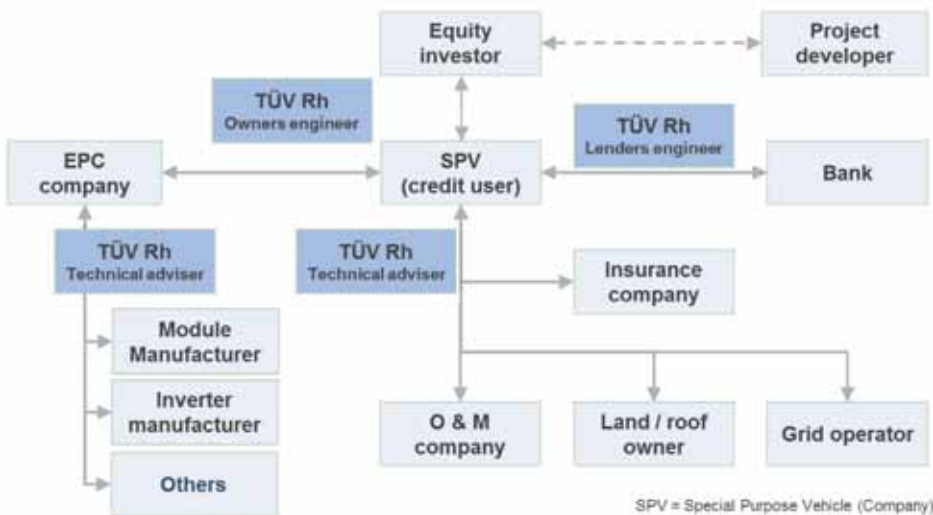 Equity
investor
Project
developer
TÜV Rh
Owners engineer
TÜV Rh
Lenders engineer
EPC
company
SPV
(credit user)
Bank
TÜV Rh
Technical adviser
TÜV Rh
Technical adviser
Insurance
company
Module
Manufacturer
Inverter
manufacturer
O & M
company
Land / roof
owner
Grid operator
Others
SPV = Special Purpose Vehicle (Company)